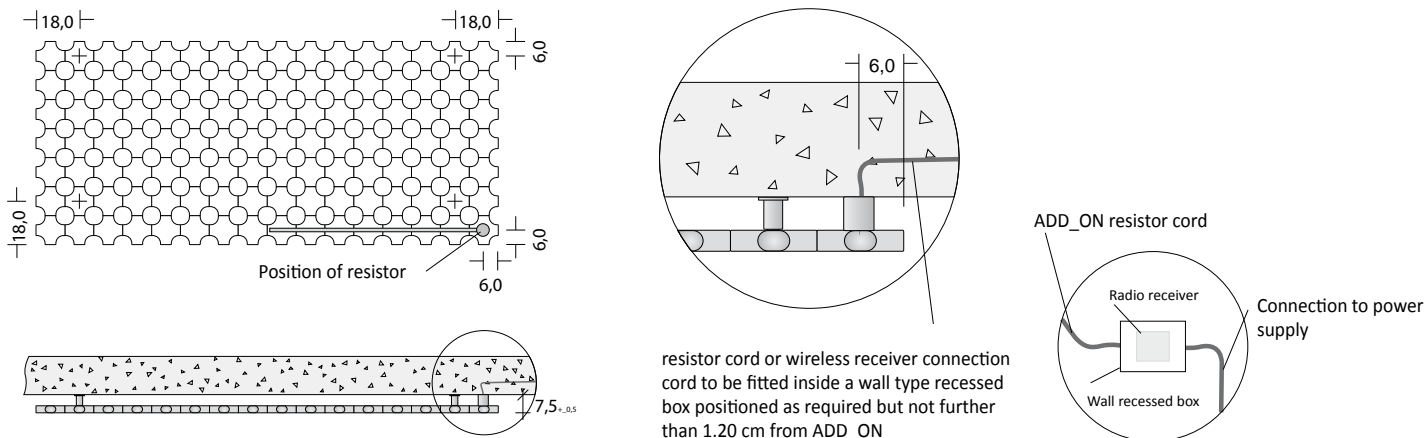 18,0
18,0
6,0
18,0
6,0
Position of resistor
6,0
7,5+_0,5
6,0
resistor cord or wireless receiver connection
cord to be fitted inside a wall type recessed
box positioned as required but not further
than 1.20 cm from ADD_ON
ADD_ON resistor cord
Radio receiver
Connection to power
supply
Wall recessed box